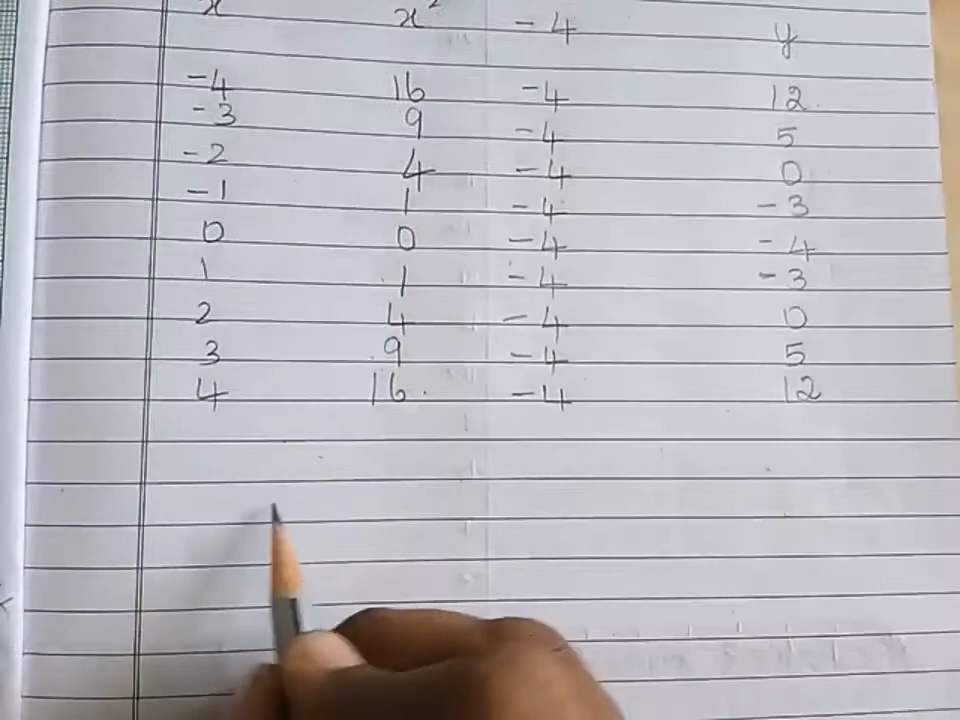 x x² -4 y
-4 16 -4 12
-3 9 -4 5
-2 4 -4 0
-1 1 -4 -3
0 0 -4 -4
1 1 -4 -3
2 4 -4 0
3 9 -4 5
4 16 -4 12